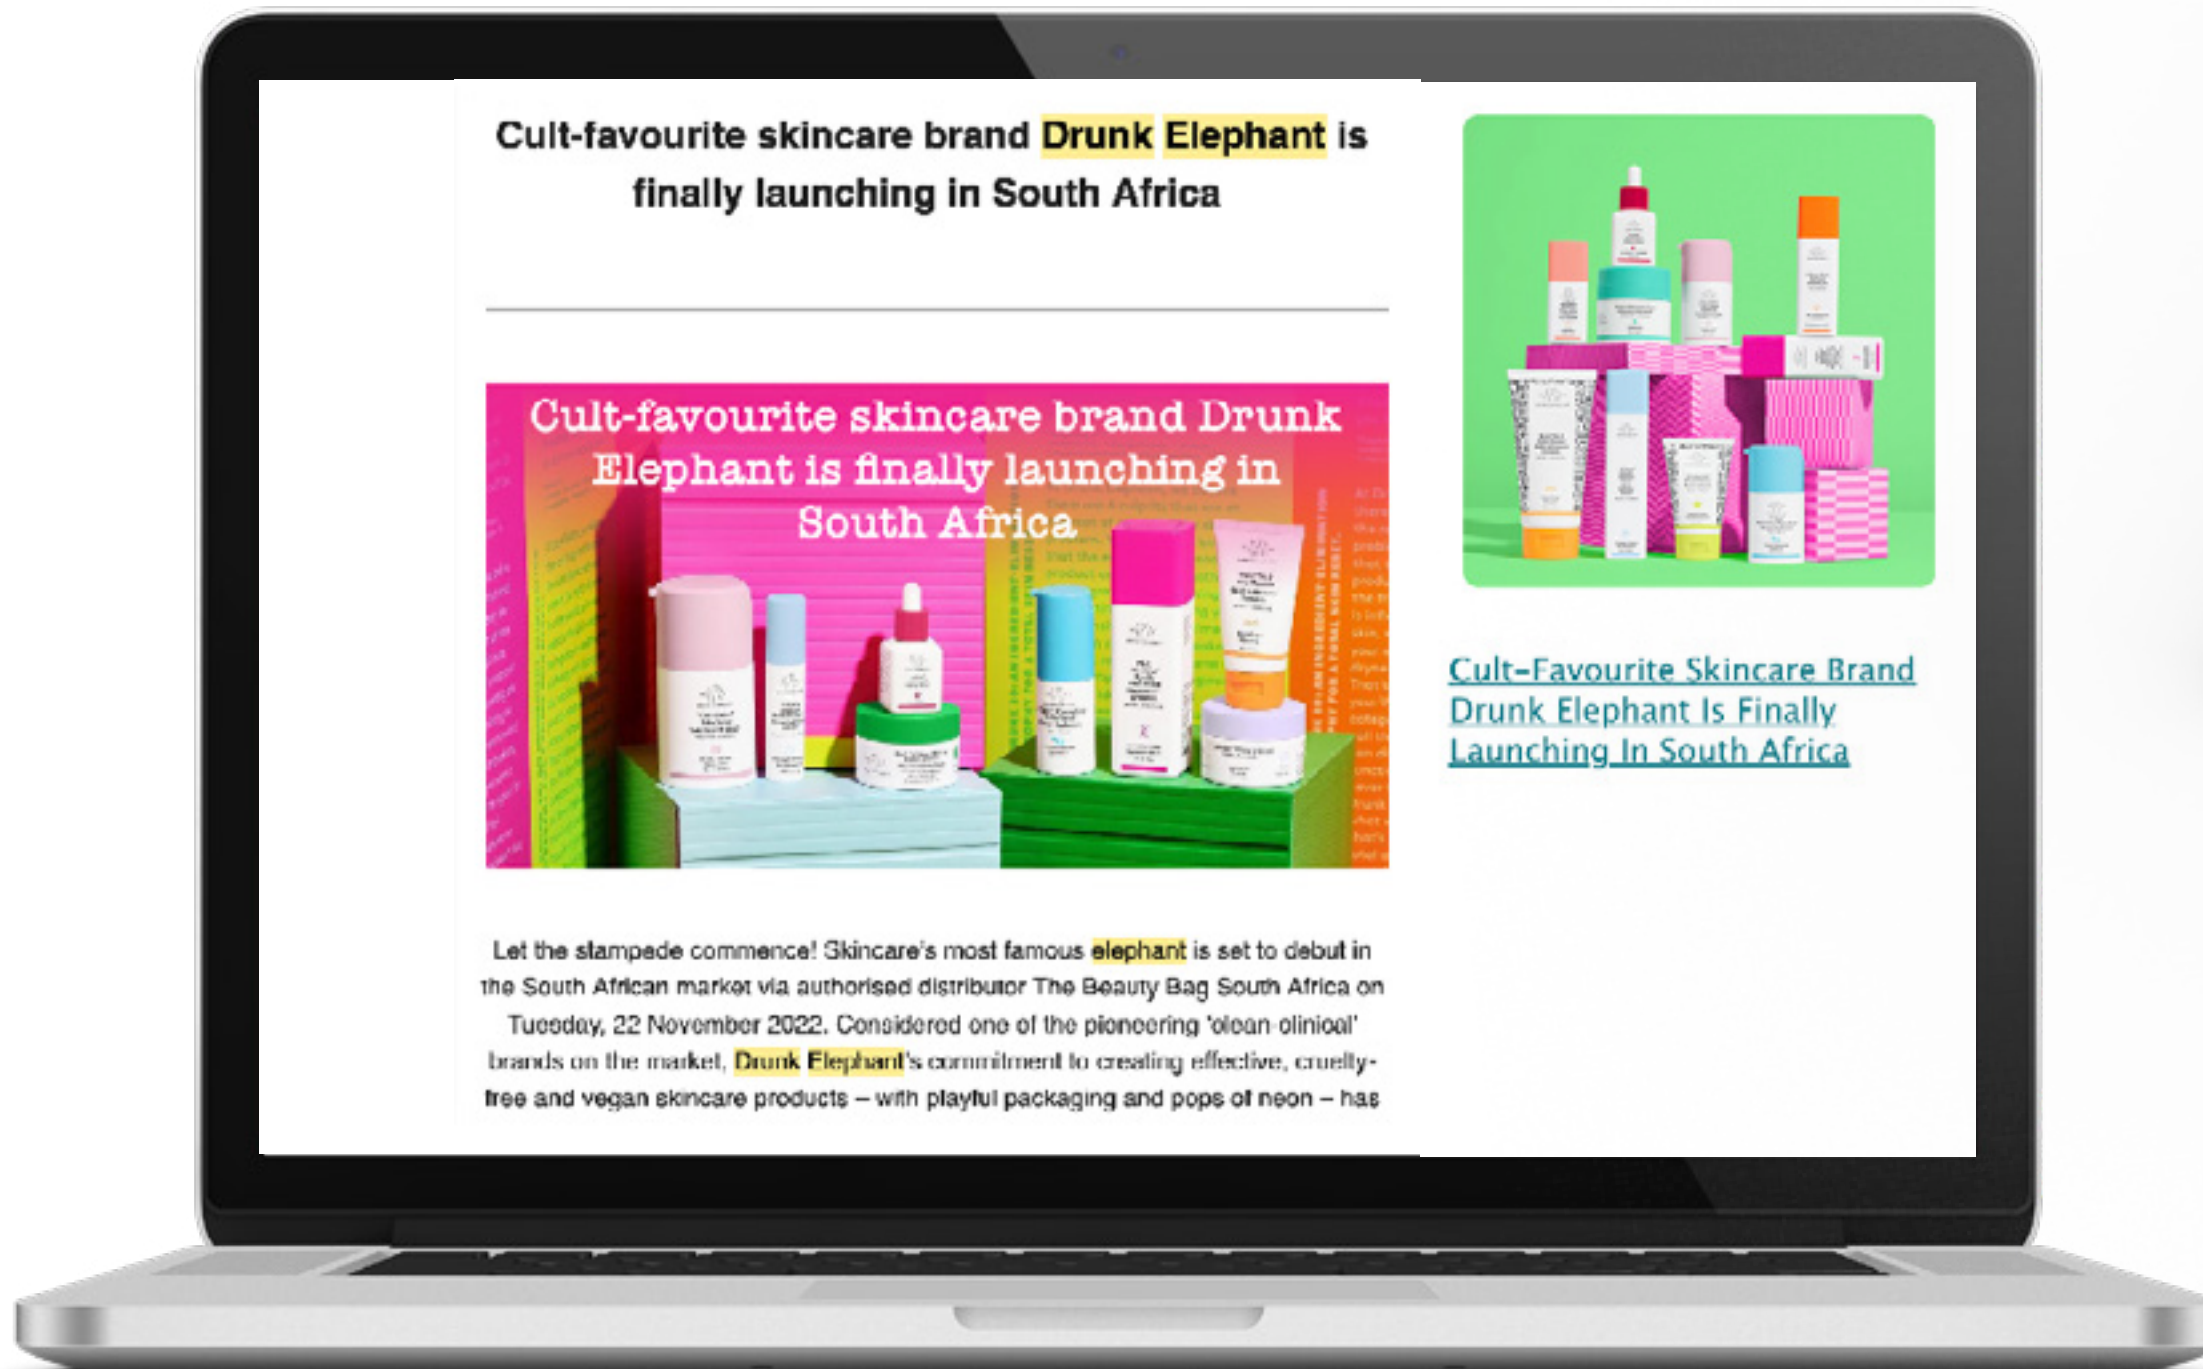 Cult-favourite skincare brand Drunk Elephant is
finally launching in South Africa
Cult-favourite skincare brand Drunk
Elephant is finally launching in
South Africa
Let the stampede commence! Skincare's most famous elephant is set to debut in
the South African market via authorised distributor The Beauty Bag South Africa on
Tuesday, 22 November 2022. Considered one of the pioneering 'clean-clinical'
brands on the market, Drunk Elephant's commitment to creating effective, cruelty-
free and vegan skincare products – with playful packaging and pops of neon – has
Cult-Favourite Skincare Brand
Drunk Elephant Is Finally
Launching In South Africa